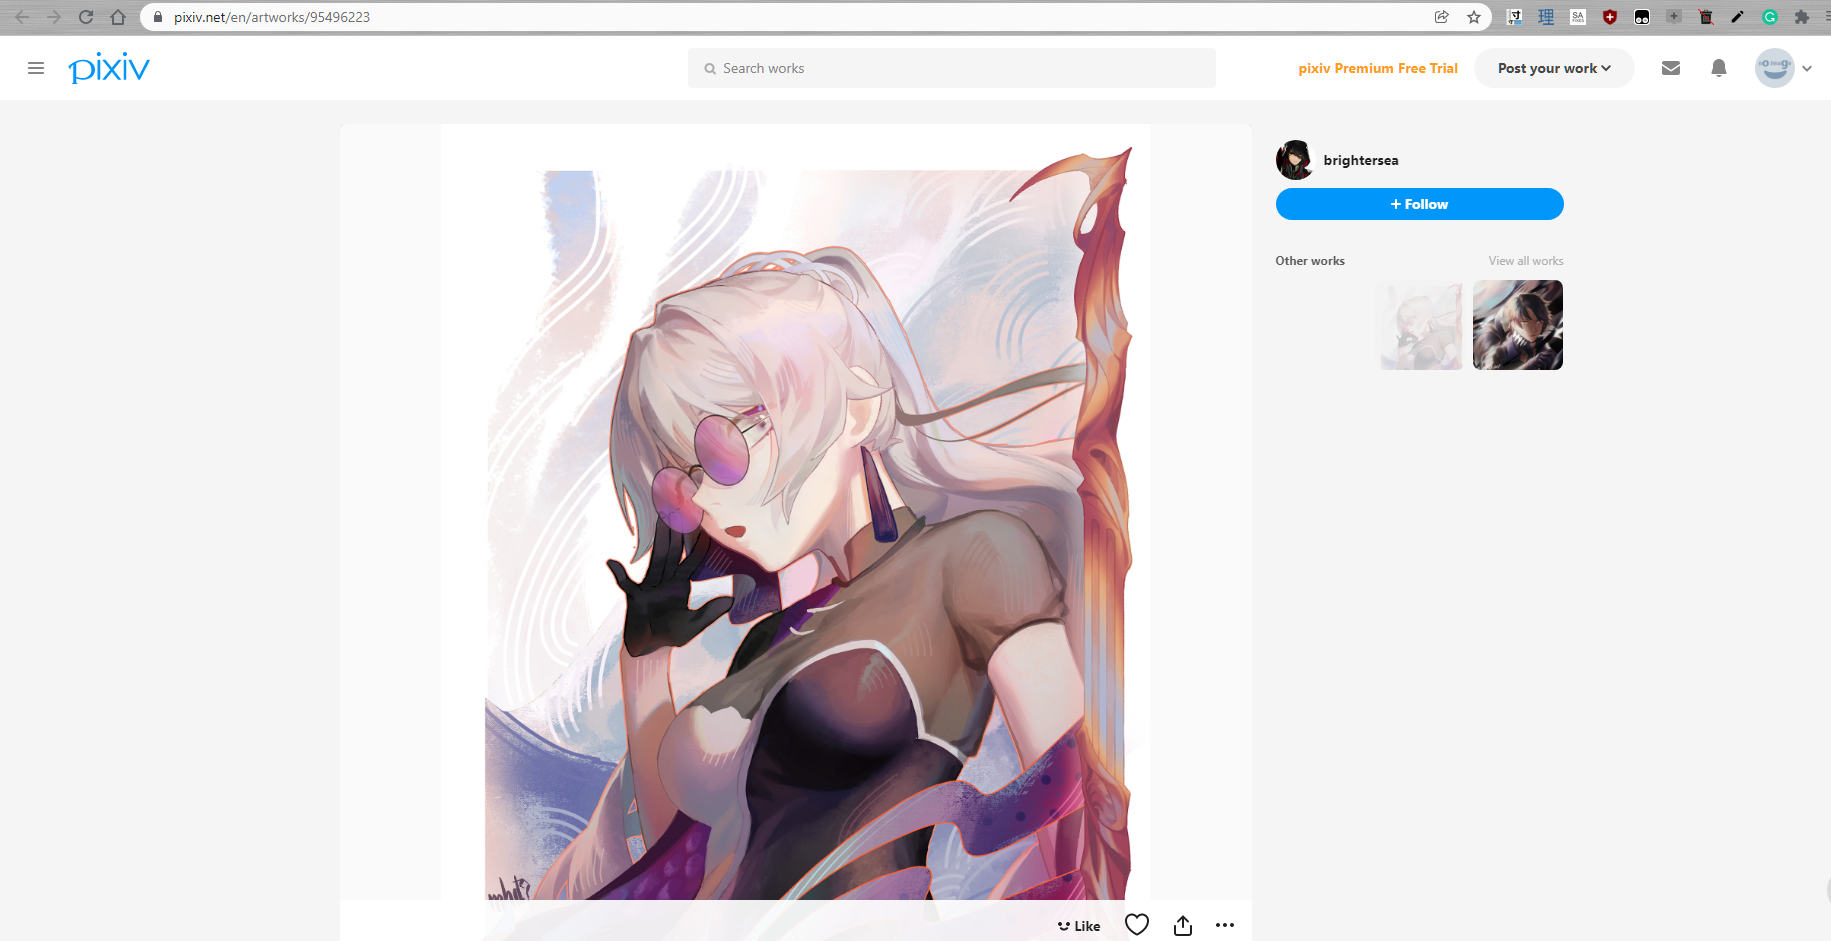 pixiv.net/en/artworks/95496223
pixiv
Search works
pixiv Premium Free Trial
Post your work
brightersea
+ Follow
Other works
View all works
Like